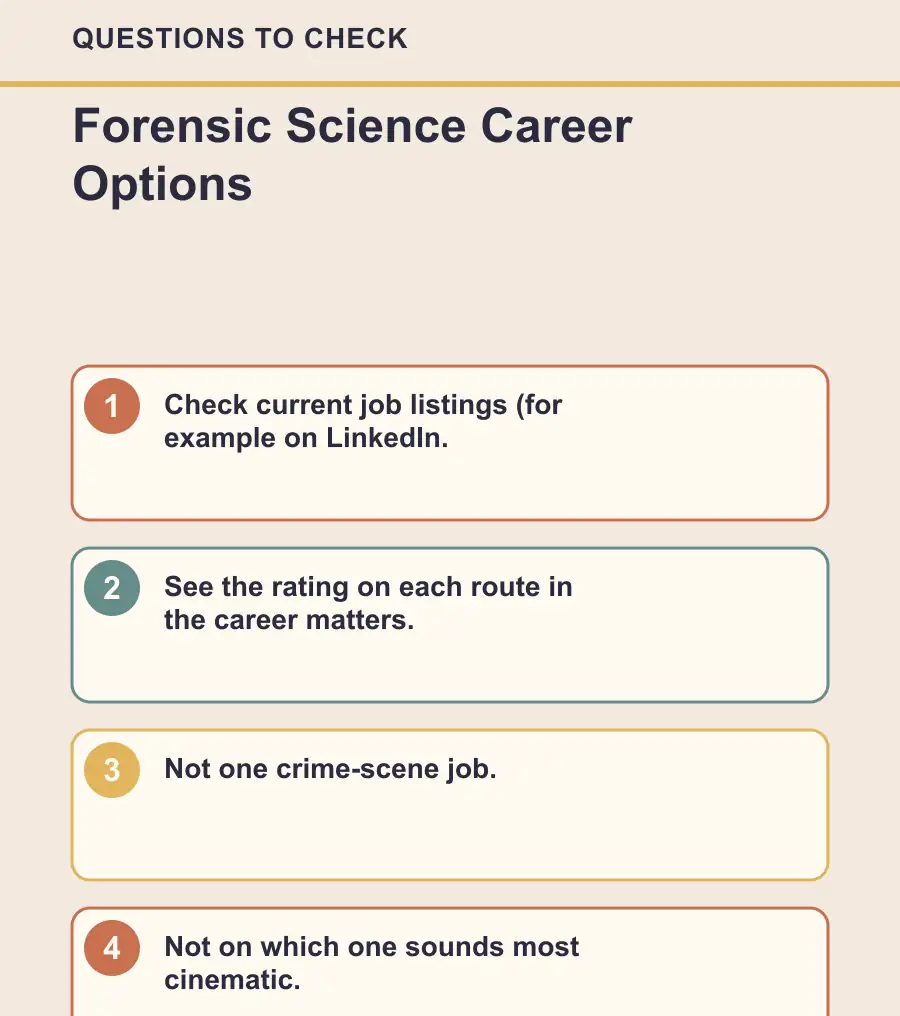 QUESTIONS TO CHECK
Forensic Science Career
Options
1
Check current job listings (for
example on LinkedIn.
2
See the rating on each route in
the career matters.
3
Not one crime-scene job.
4
Not on which one sounds most
cinematic.